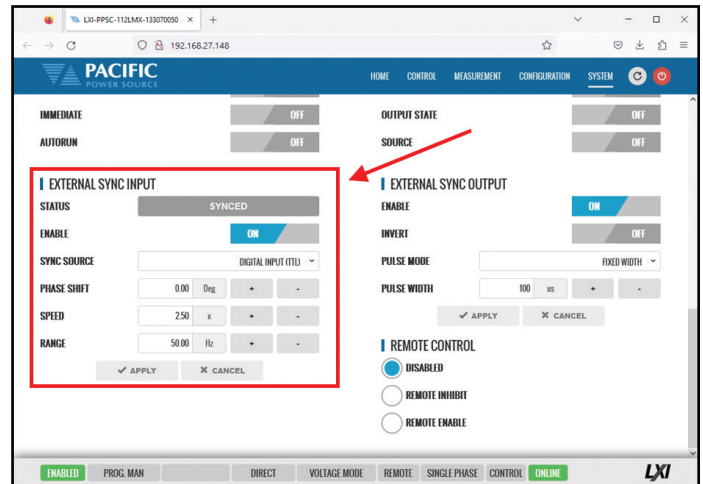 LXI-PPSC-112LMX-133070050
192.168.27.148
PACIFIC
POWER SOURCE
HOME CONTROL MEASUREMENT CONFIGURATION SYSTEM
IMMEDIATE OFF
AUTORUN OFF
OUTPUT STATE OFF
SOURCE OFF
EXTERNAL SYNC INPUT
STATUS SYNCED
ENABLE ON
SYNC SOURCE DIGITAL INPUT (TTL)
PHASE SHIFT 0.00 Deg + -
SPEED 2.50 x + -
RANGE 50.00 Hz + -
APPLY CANCEL
EXTERNAL SYNC OUTPUT
ENABLE ON
INVERT OFF
PULSE MODE FIXED WIDTH
PULSE WIDTH 100 us + -
APPLY CANCEL
REMOTE CONTROL
DISABLED
REMOTE INHIBIT
REMOTE ENABLE
ENABLED PROG. MAN DIRECT VOLTAGE MODE REMOTE SINGLE PHASE CONTROL ONLINE LXI